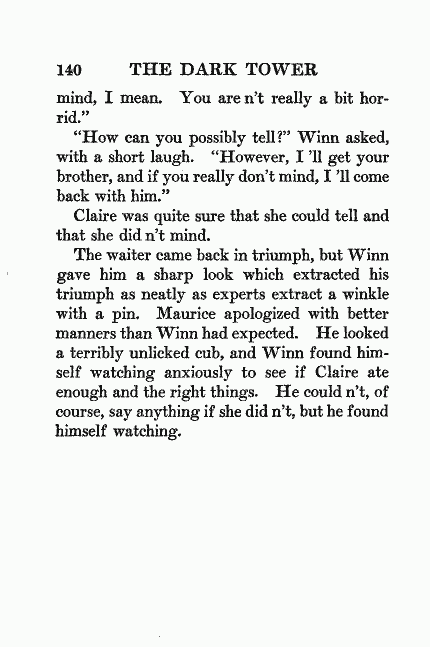 140 THE DARK TOWER
mind, I mean. You are n't really a bit hor-
rid."
"How can you possibly tell?" Winn asked,
with a short laugh. "However, I 'll get your
brother, and if you really don't mind, I 'll come
back with him."
Claire was quite sure that she could tell and
that she did n't mind.
The waiter came back in triumph, but Winn
gave him a sharp look which extracted his
triumph as neatly as experts extract a winkle
with a pin. Maurice apologized with better
manners than Winn had expected. He looked
a terribly unlicked cub, and Winn found him-
self watching anxiously to see if Claire ate
enough and the right things. He could n't, of
course, say anything if she did n't, but he found
himself watching.